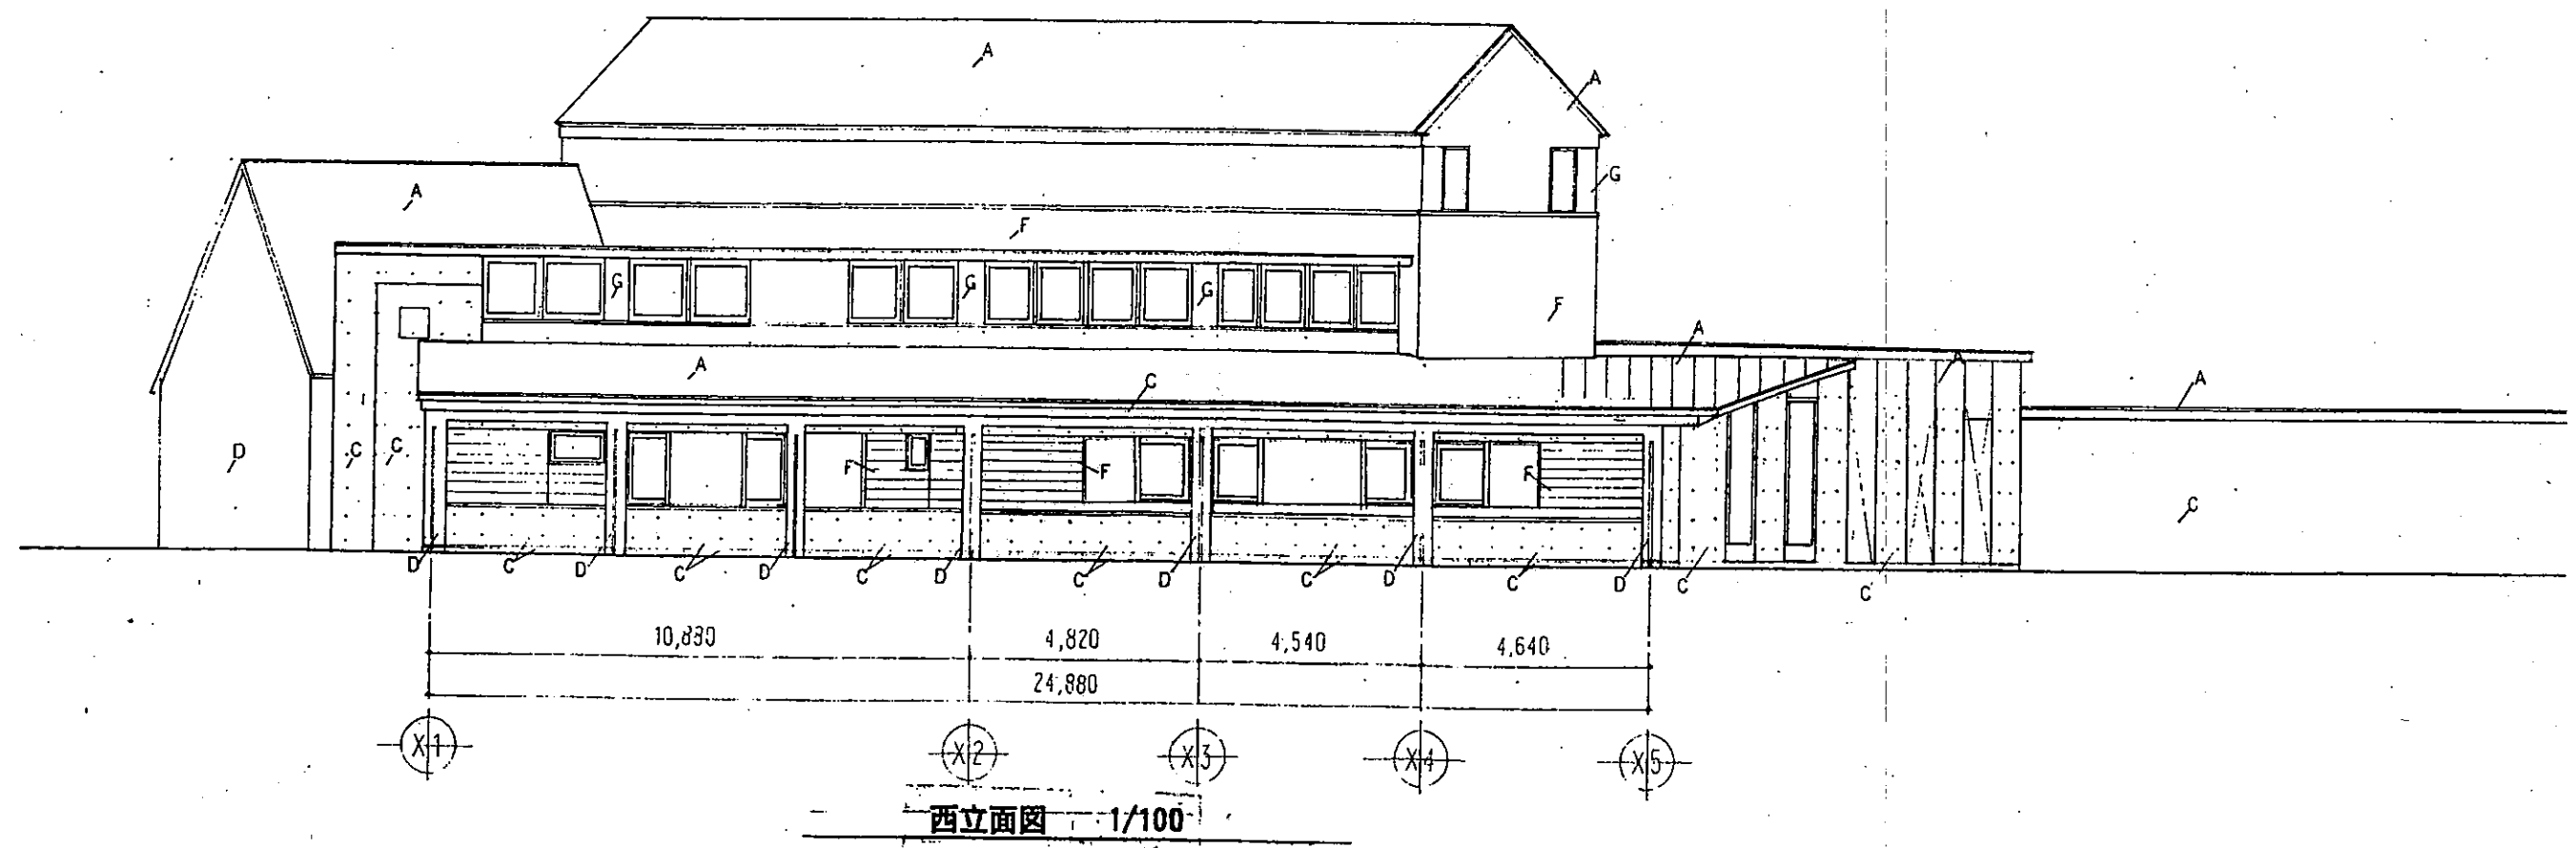 A
A
G
A
F
G G G F
A A
A C A
D C C F F F C
D C D C D C D C D C D C D C C
10,880 4,820 4,540 4,640
24,880
X1 X2 X3 X4 X5
西立面図 1/100